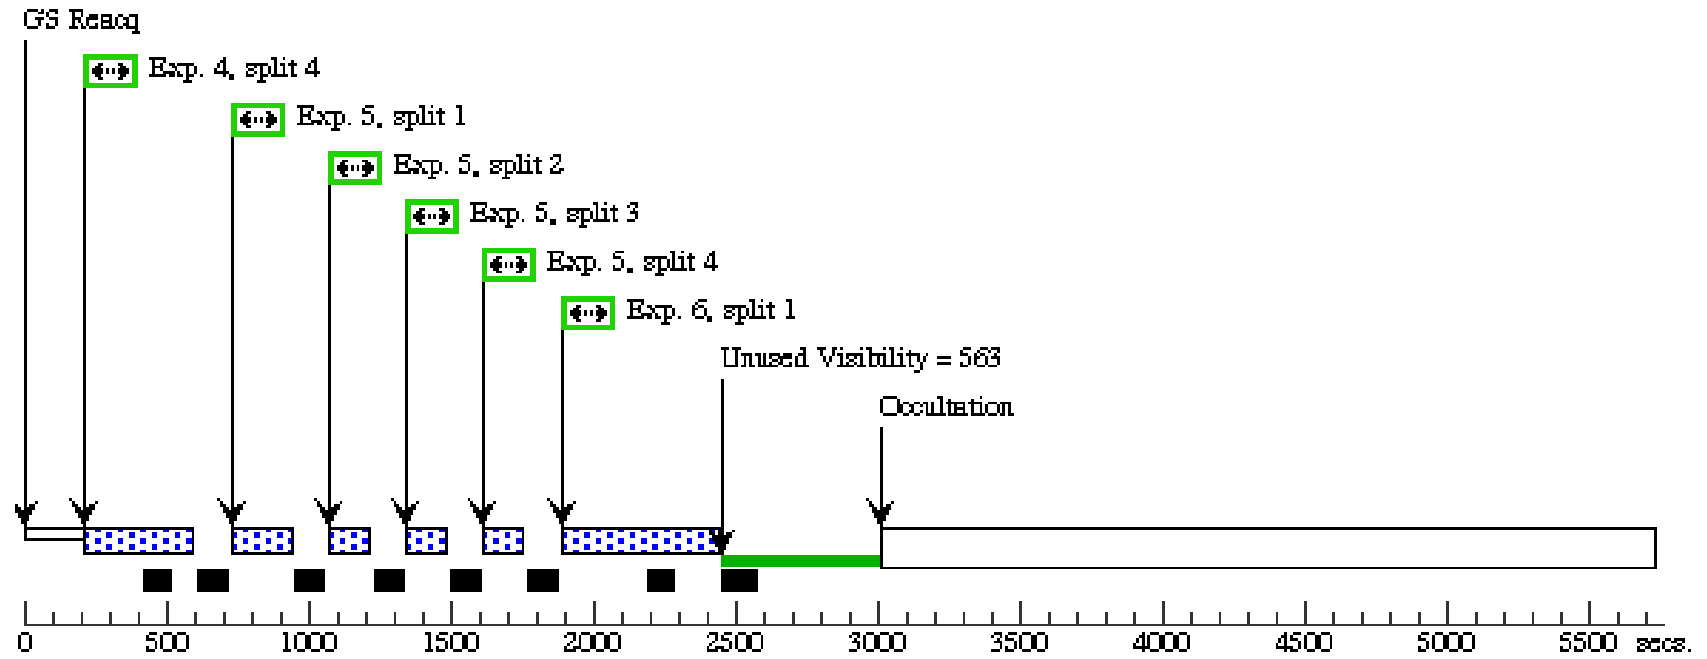 GS Reacq
Exp. 4, split 4
Exp. 5, split 1
Exp. 5, split 2
Exp. 5, split 3
Exp. 5, split 4
Exp. 6, split 1
Unused Visibility = 563
Occultation
0 500 1000 1500 2000 2500 3000 3500 4000 4500 5000 5500 secs.